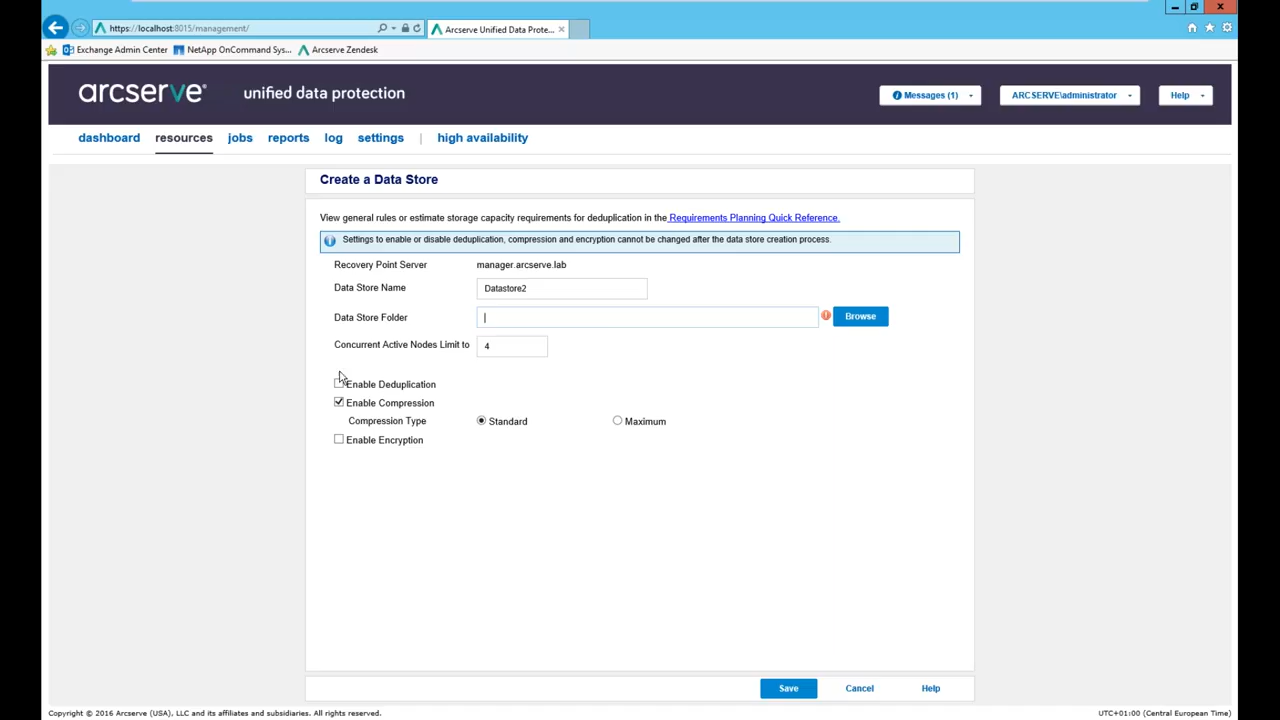 https://localhost:8015/management/
Arcserve Unified Data Prote...
Exchange Admin Center
NetApp OnCommand Sys...
Arcserve Zendesk
arcserve®
unified data protection
Messages (1)
ARCSERVE\administrator
Help
dashboard
resources
jobs
reports
log
settings
|
high availability
Create a Data Store
View general rules or estimate storage capacity requirements for deduplication in the Requirements Planning Quick Reference.
Settings to enable or disable deduplication, compression and encryption cannot be changed after the data store creation process.
Recovery Point Server manager.arcserve.lab
Data Store Name Datastore2
Data Store Folder
Browse
Concurrent Active Nodes Limit to 4
Enable Deduplication
Enable Compression
Compression Type Standard Maximum
Enable Encryption
Save Cancel Help
Copyright © 2016 Arcserve (USA), LLC and its affiliates and subsidiaries. All rights reserved.
UTC+01:00 (Central European Time)